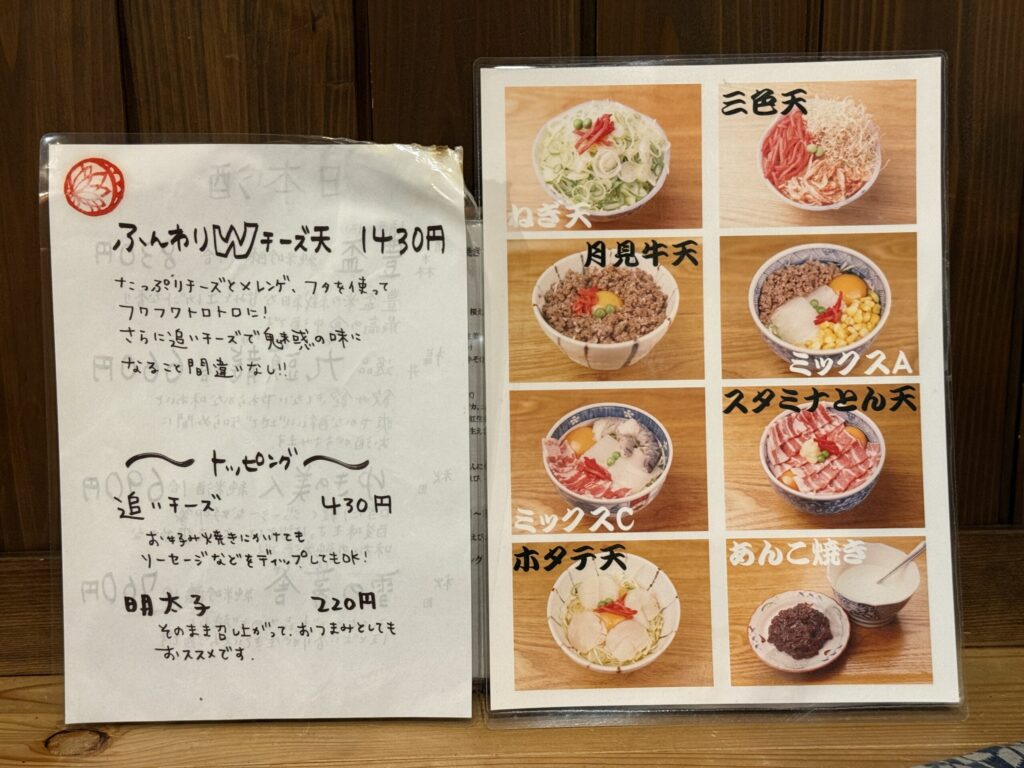 ふんわりWチーズ天 1430円
たっぷりチーズとメレンゲ、フタを使って
フワフワトロトロに!
さらに追いチーズで魅惑の味に
なること間違いなし!!
トッピング
追いチーズ 430円
お好み焼きにかけても
ソーセージなどをディップしてもOK!
明太子 220円
そのまま召し上がって、おつまみとしても
おススメです.
ねぎ天
三色天
月見牛天
ミックスA
ミックスC
スタミナとん天
ホタテ天
あんこ焼き